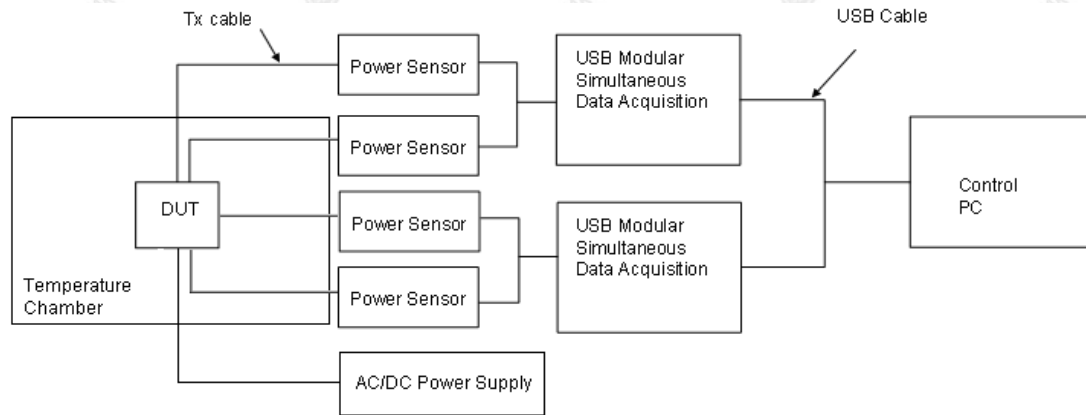 Tx cable
USB Cable
Power Sensor
USB Modular
Simultaneous
Data Acquisition
Power Sensor
DUT
Control
PC
Power Sensor
USB Modular
Simultaneous
Data Acquisition
Temperature
Chamber
Power Sensor
AC/DC Power Supply